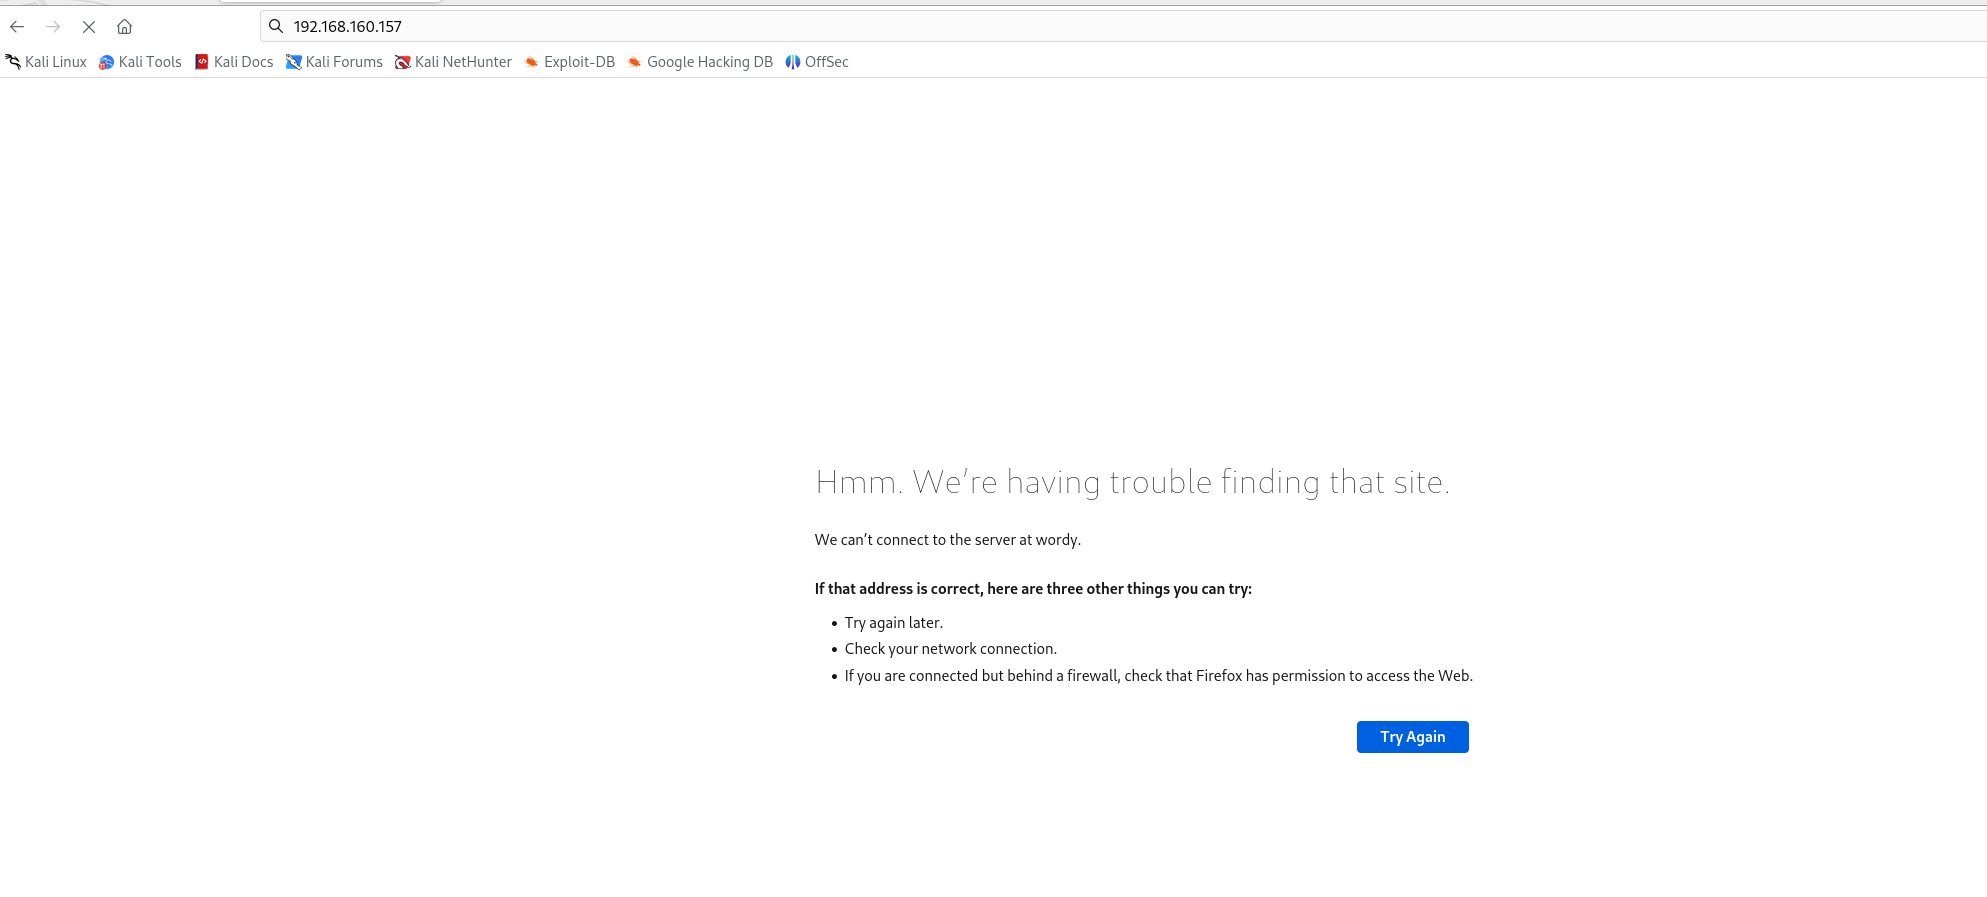 192.168.160.157
Kali Linux Kali Tools Kali Docs Kali Forums Kali NetHunter Exploit-DB Google Hacking DB OffSec
Hmm. We’re having trouble finding that site.
We can’t connect to the server at wordy.
If that address is correct, here are three other things you can try:
• Try again later.
• Check your network connection.
• If you are connected but behind a firewall, check that Firefox has permission to access the Web.
Try Again